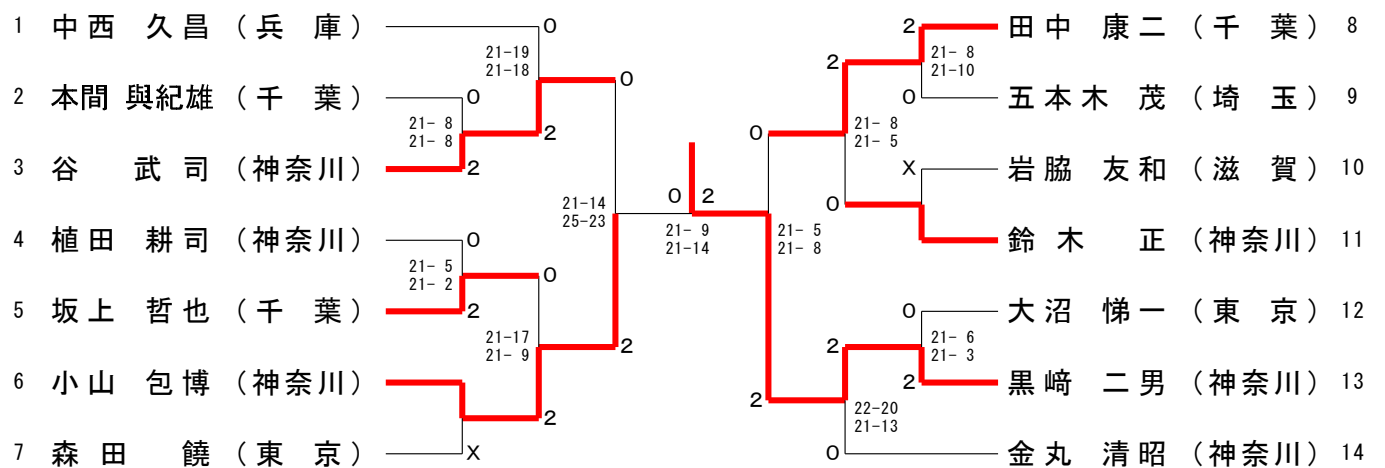 1 中西 久昌 (兵 庫) 0
21-19
21-18
0
2 本間 與紀雄 (千 葉) 0
21- 8
21- 8
2
3 谷 武司 (神奈川) 2
21-14
25-23
4 植田 耕司 (神奈川) 0
21- 5
21- 2
0
5 坂上 哲也 (千 葉) 2
21-17
21- 9
2
6 小山 包博 (神奈川)
2
7 森田 饒 (東 京) X
0 2
21- 9
21-14
2 田中 康二 (千 葉) 8
2
21- 8
21-10
0 五本木 茂 (埼 玉) 9
0
21- 8
21- 5
X 岩脇 友和 (滋 賀) 10
0
鈴木 正 (神奈川) 11
21- 5
21- 8
0 大沼 悌一 (東 京) 12
2
21- 6
21- 3
2 黒﨑 二男 (神奈川) 13
2
22-20
21-13
0 金丸 清昭 (神奈川) 14